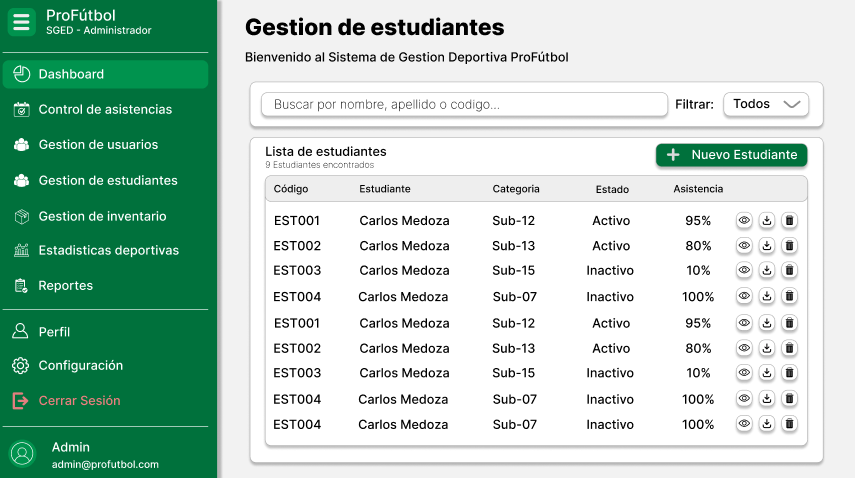 ProFútbol
SGED - Administrador
Dashboard
Control de asistencias
Gestion de usuarios
Gestion de estudiantes
Gestion de inventario
Estadisticas deportivas
Reportes
Perfil
Configuración
Cerrar Sesión
Admin
admin@profutbol.com
Gestion de estudiantes
Bienvenido al Sistema de Gestion Deportiva ProFútbol
Buscar por nombre, apellido o codigo... Filtrar: Todos
Lista de estudiantes
9 Estudiantes encontrados
Nuevo Estudiante
Código Estudiante Categoria Estado Asistencia
EST001 Carlos Medoza Sub-12 Activo 95%
EST002 Carlos Medoza Sub-13 Activo 80%
EST003 Carlos Medoza Sub-15 Inactivo 10%
EST004 Carlos Medoza Sub-07 Inactivo 100%
EST001 Carlos Medoza Sub-12 Activo 95%
EST002 Carlos Medoza Sub-13 Activo 80%
EST003 Carlos Medoza Sub-15 Inactivo 10%
EST004 Carlos Medoza Sub-07 Inactivo 100%
EST004 Carlos Medoza Sub-07 Inactivo 100%